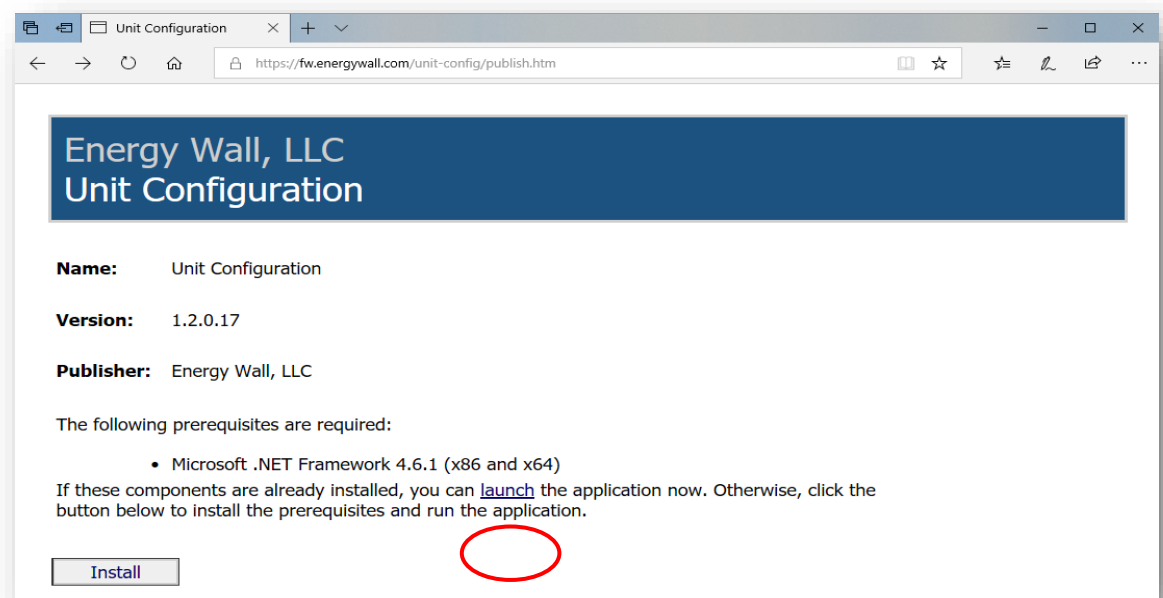 Unit Configuration
https://fw.energywall.com/unit-config/publish.htm
Energy Wall, LLC
Unit Configuration
Name: Unit Configuration
Version: 1.2.0.17
Publisher: Energy Wall, LLC
The following prerequisites are required:
• Microsoft .NET Framework 4.6.1 (x86 and x64)
If these components are already installed, you can launch the application now. Otherwise, click the
button below to install the prerequisites and run the application.
Install